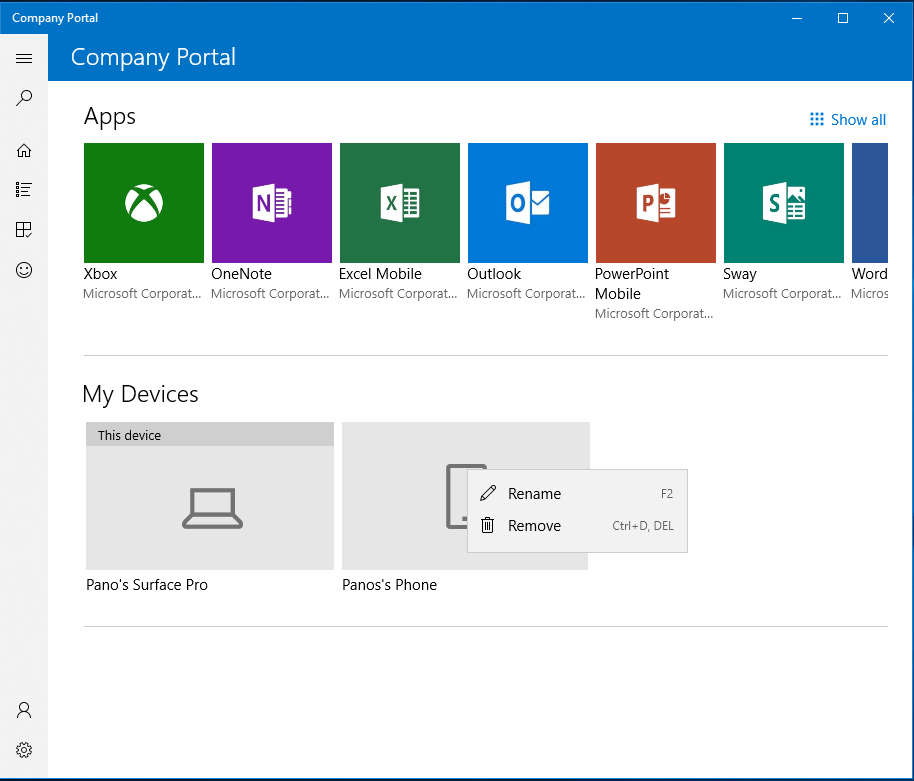 Company Portal
Company Portal
Apps
Show all
N
X
O
P
S
Xbox
OneNote
Excel Mobile
Outlook
PowerPoint
Mobile
Sway
Word
Microsoft Corporat...
Microsoft Corporat...
Microsoft Corporat...
Microsoft Corporat...
Microsoft Corporat...
Microsoft Corporat...
Micros
My Devices
This device
Rename F2
Remove Ctrl+D, DEL
Pano's Surface Pro
Panos's Phone